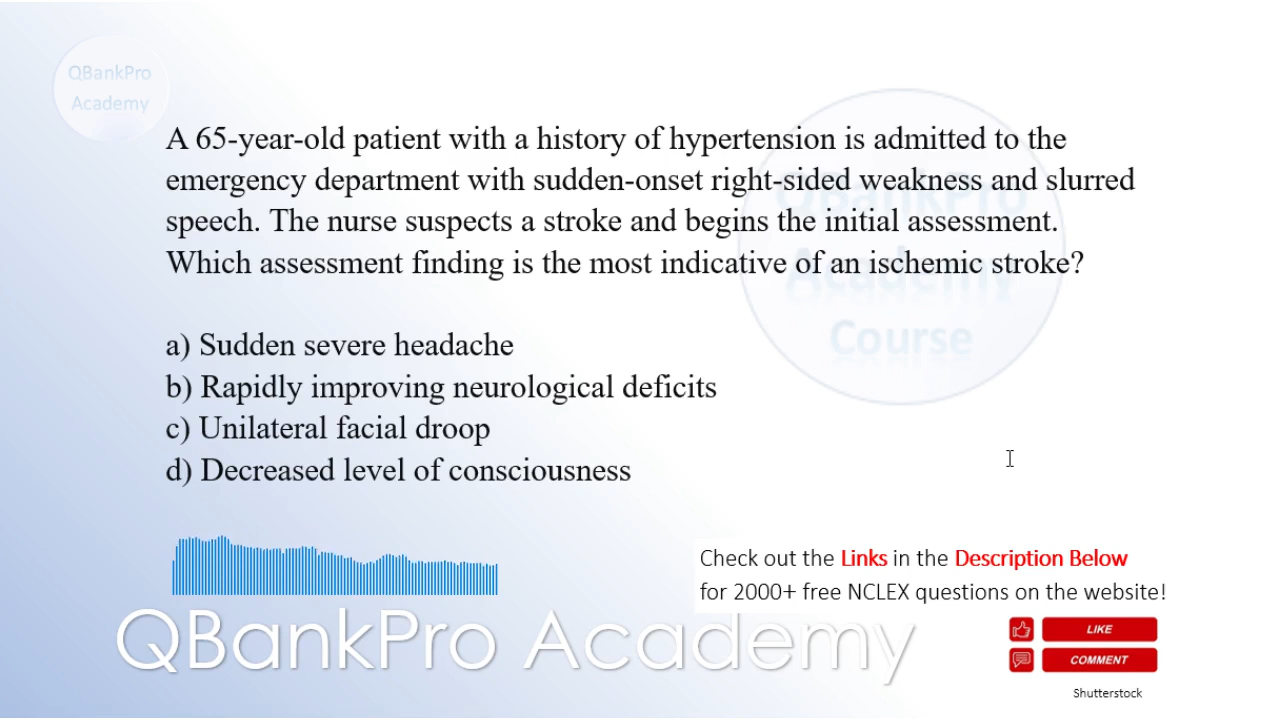 QBankPro
Academy
A 65-year-old patient with a history of hypertension is admitted to the
emergency department with sudden-onset right-sided weakness and slurred
speech. The nurse suspects a stroke and begins the initial assessment.
Which assessment finding is the most indicative of an ischemic stroke?
QBankPro
Academy
Course
a) Sudden severe headache
b) Rapidly improving neurological deficits
c) Unilateral facial droop
d) Decreased level of consciousness
Check out the Links in the Description Below
for 2000+ free NCLEX questions on the website!
QBankPro Academy
LIKE
COMMENT
Shutterstock